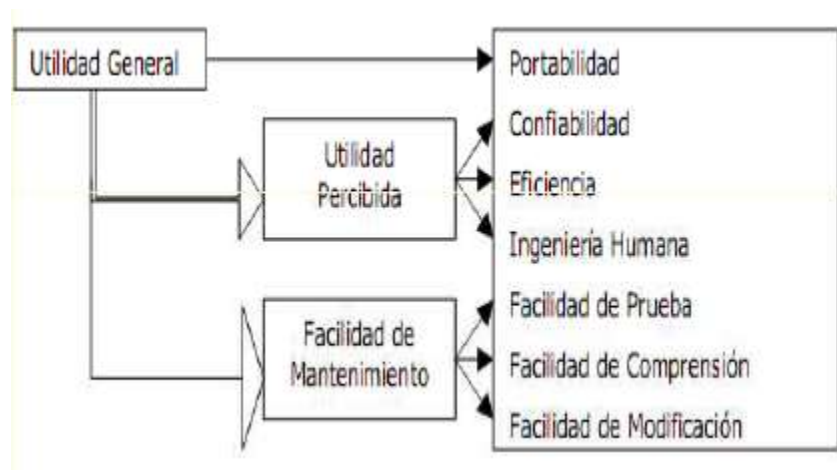 Utilidad General
Utilidad
Percibida
Facilidad de
Mantenimiento
Portabilidad
Confiabilidad
Eficiencia
Ingeniería Humana
Facilidad de Prueba
Facilidad de Comprensión
Facilidad de Modificación